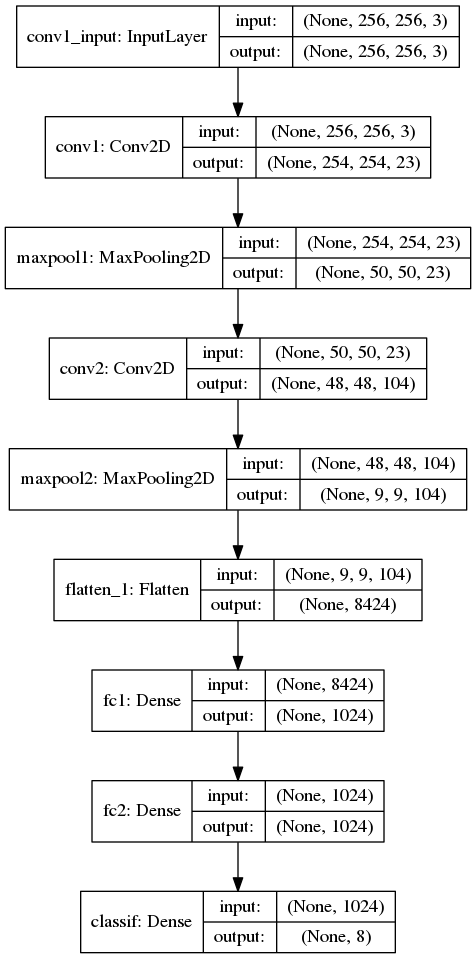 conv1_input: InputLayer
input: (None, 256, 256, 3)
output: (None, 256, 256, 3)
conv1: Conv2D
input: (None, 256, 256, 3)
output: (None, 254, 254, 23)
maxpool1: MaxPooling2D
input: (None, 254, 254, 23)
output: (None, 50, 50, 23)
conv2: Conv2D
input: (None, 50, 50, 23)
output: (None, 48, 48, 104)
maxpool2: MaxPooling2D
input: (None, 48, 48, 104)
output: (None, 9, 9, 104)
flatten_1: Flatten
input: (None, 9, 9, 104)
output: (None, 8424)
fc1: Dense
input: (None, 8424)
output: (None, 1024)
fc2: Dense
input: (None, 1024)
output: (None, 1024)
classif: Dense
input: (None, 1024)
output: (None, 8)